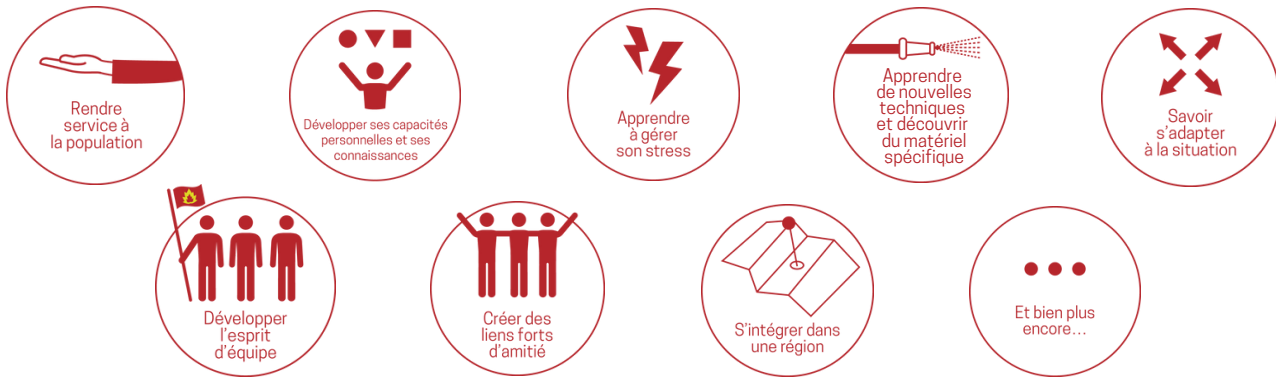 Rendre
service à
la population
Développer ses capacités
personnelles et ses
connaissances
Apprendre
à gérer
son stress
Apprendre
de nouvelles
techniques
et découvrir
du matériel
spécifique
Savoir
s'adapter
à la situation
Développer
l'esprit
d'équipe
Créer des
liens forts
d'amitié
S'intégrer dans
une région
Et bien plus
encore...